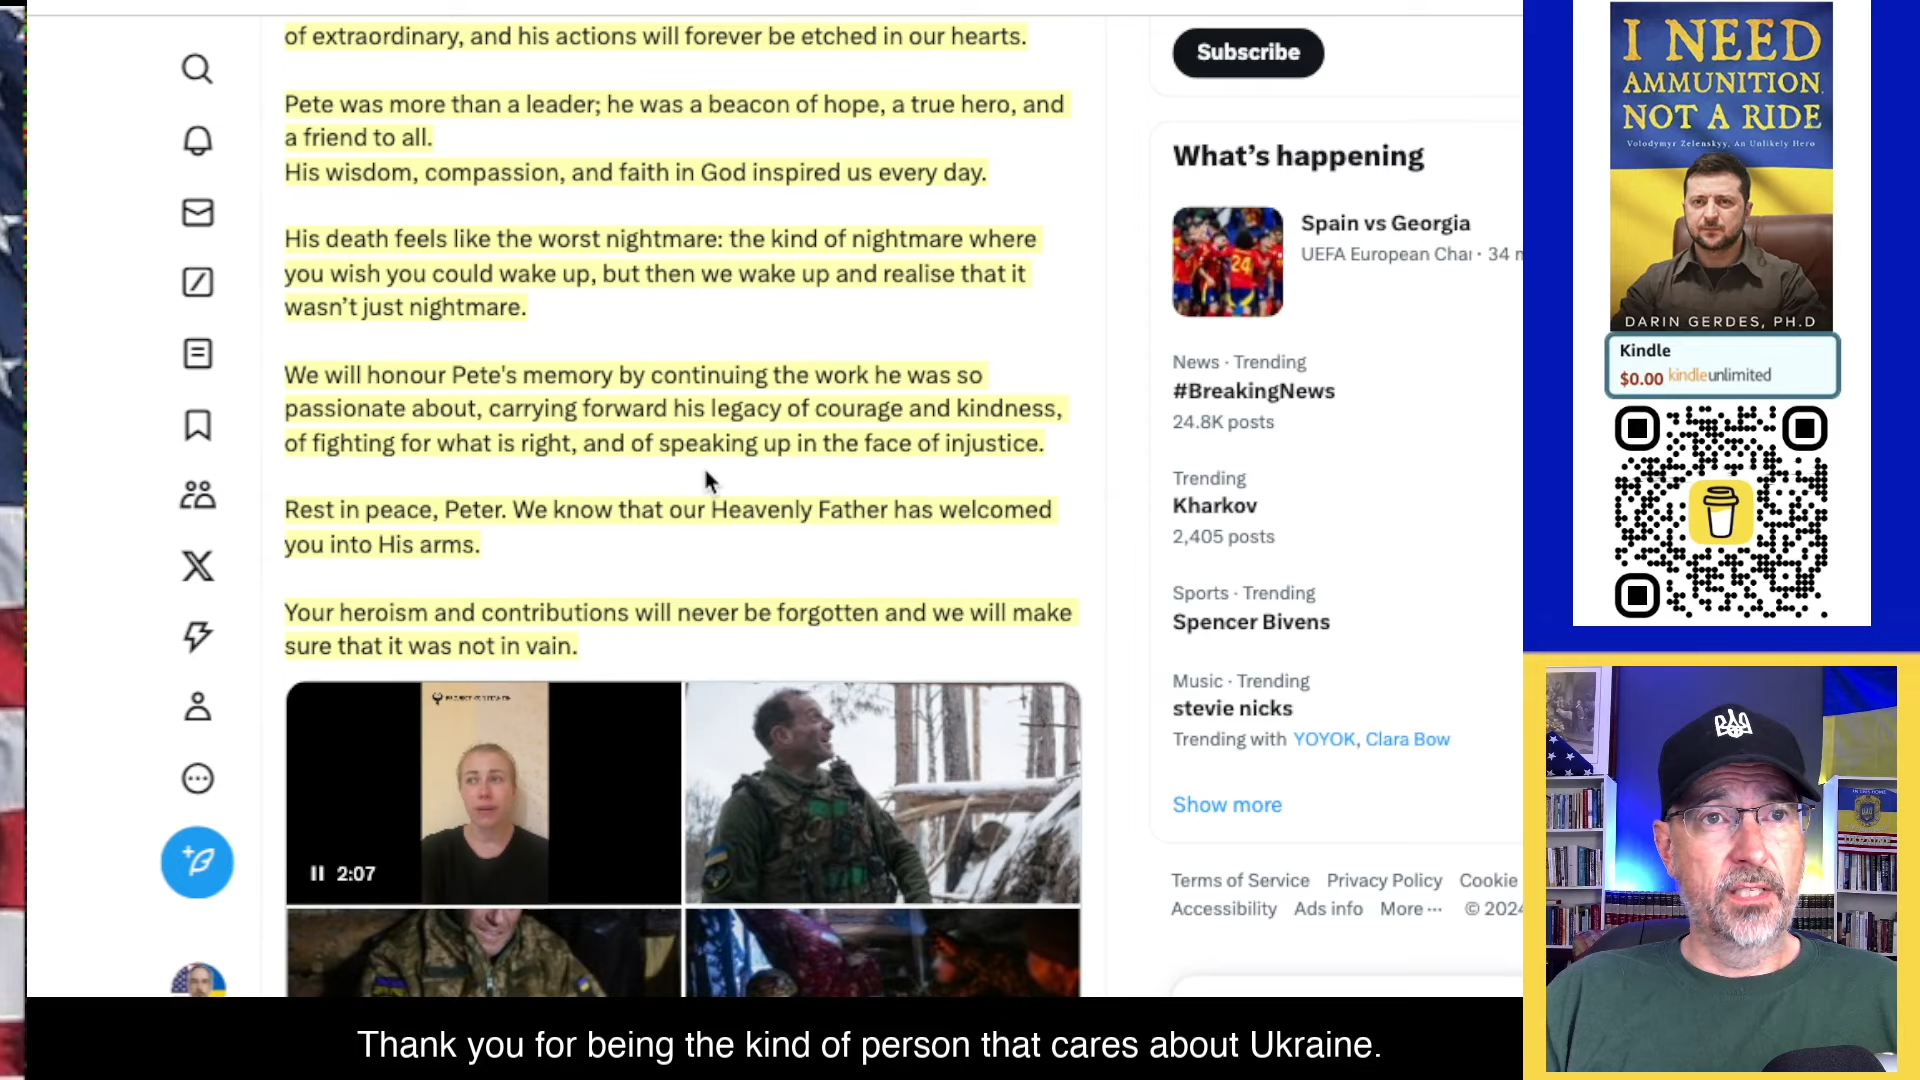 of extraordinary, and his actions will forever be etched in our hearts.
Pete was more than a leader; he was a beacon of hope, a true hero, and
a friend to all.
His wisdom, compassion, and faith in God inspired us every day.
His death feels like the worst nightmare: the kind of nightmare where
you wish you could wake up, but then we wake up and realise that it
wasn’t just nightmare.
We will honour Pete's memory by continuing the work he was so
passionate about, carrying forward his legacy of courage and kindness,
of fighting for what is right, and of speaking up in the face of injustice.
Rest in peace, Peter. We know that our Heavenly Father has welcomed
you into His arms.
Your heroism and contributions will never be forgotten and we will make
sure that it was not in vain.
2:07
Subscribe
What’s happening
Spain vs Georgia
UEFA European Cha · 34 m
24
News · Trending
#BreakingNews
24.8K posts
Trending
Kharkov
2,405 posts
Sports · Trending
Spencer Bivens
Music · Trending
stevie nicks
Trending with YOYOK, Clara Bow
Show more
Terms of Service Privacy Policy Cookie
Accessibility Ads info More ··· © 2024
I NEED
AMMUNITION,
NOT A RIDE
Volodymyr Zelenskyy, An Unlikely Hero
DARIN GERDES, PH.D
Kindle
$0.00 kindleunlimited
IN THIS HOME
UKRAINE
Thank you for being the kind of person that cares about Ukraine.